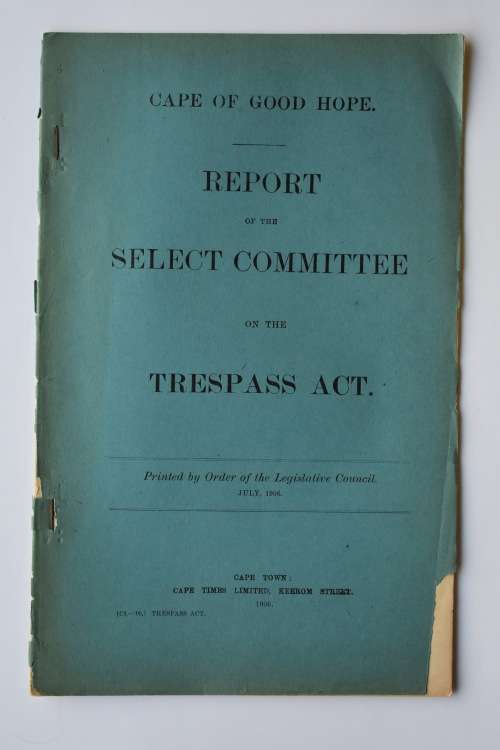 CAPE OF GOOD HOPE.
REPORT
OF THE
SELECT COMMITTEE
ON THE
TRESPASS ACT.
Printed by Order of the Legislative Council.
JULY, 1906.
CAPE TOWN:
CAPE TIMES LIMITED, KEEROM STREET.
1906.
TRESPASS ACT.